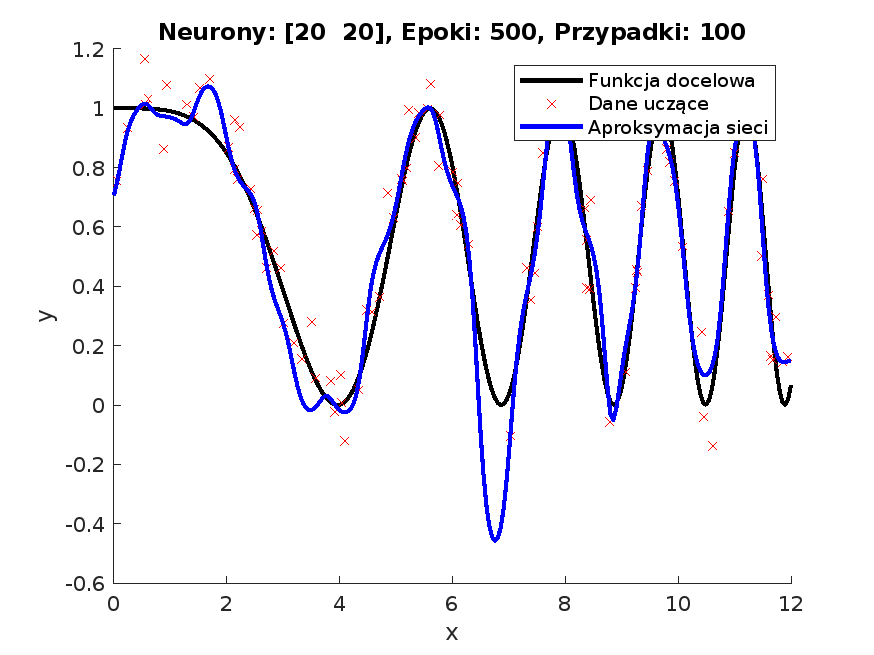 Neurony: [20  20], Epoki: 500, Przypadki: 100
Funkcja docelowa
Dane uczące
Aproksymacja sieci
1.2
1
0.8
0.6
0.4
0.2
0
-0.2
-0.4
-0.6
y
0 2 4 6 8 10 12
x